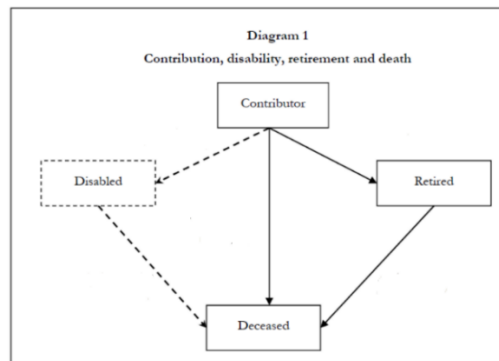 Diagram 1
Contribution, disability, retirement and death
Contributor
Disabled
Retired
Deceased